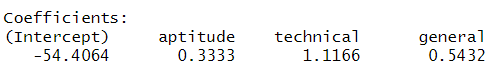 Coefficients:
(Intercept) aptitude technical general
-54.4064 0.3333 1.1166 0.5432